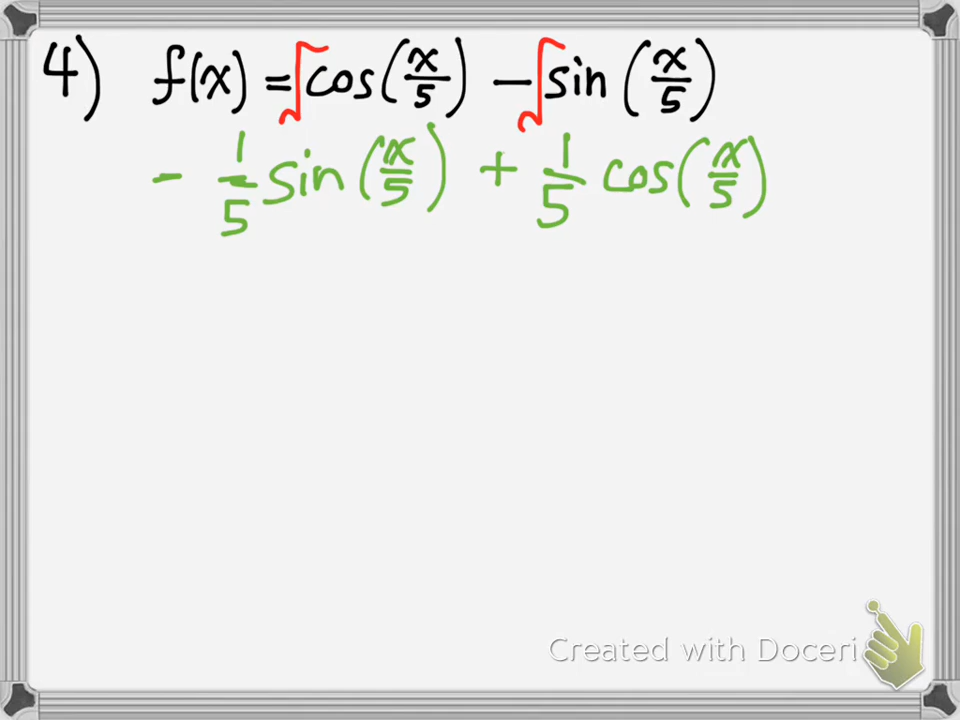 4) f(x) = ∫cos(x/5) - ∫sin(x/5)
- 1/5 sin(x/5) + 1/5 cos(x/5)
Created with Doceri